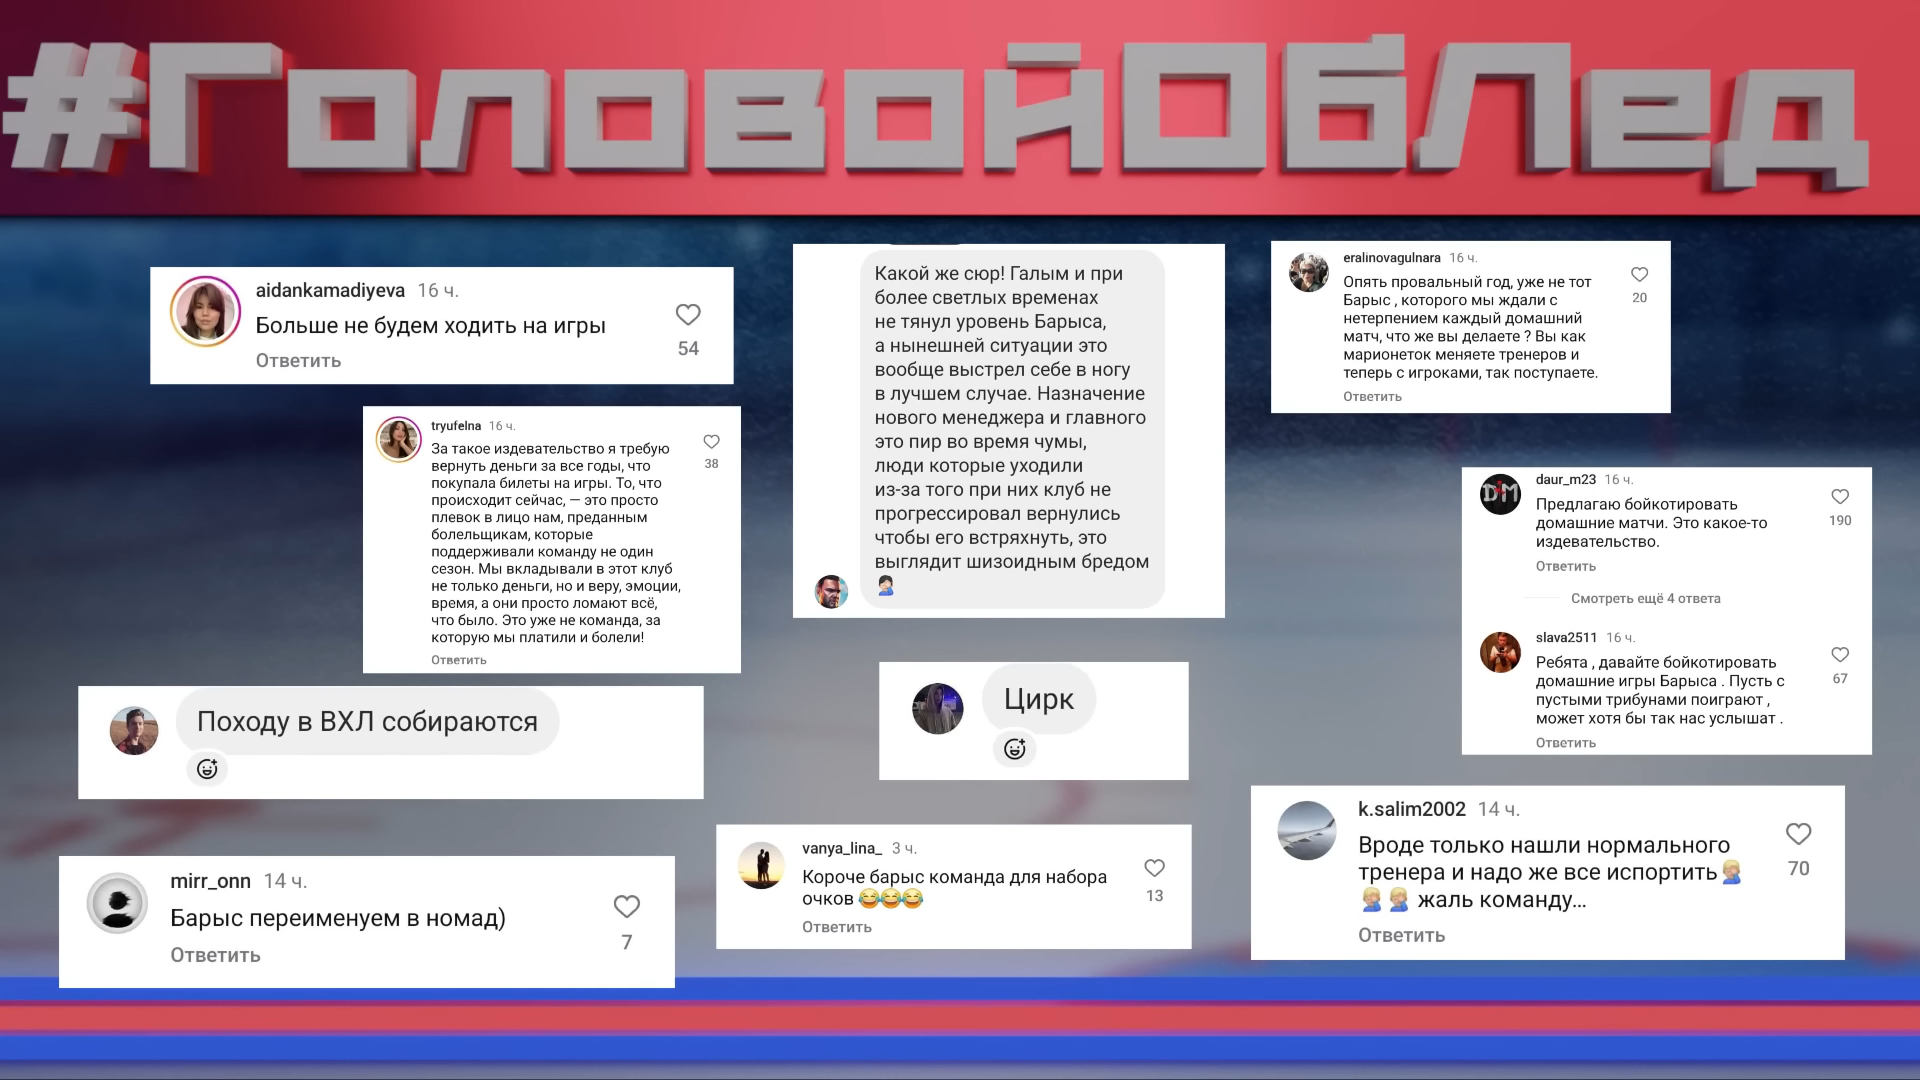 #ГоловойОбЛед
aidankamadiyeva 16 ч.
Больше не будем ходить на игры
54
Ответить
tryufelna 16 ч.
За такое издевательство я требую
вернуть деньги за все годы, что
покупала билеты на игры. То, что
происходит сейчас, — это просто
плевок в лицо нам, преданным
болельщикам, которые
поддерживали команду не один
сезон. Мы вкладывали в этот клуб
не только деньги, но и веру, эмоции,
время, а они просто ломают всё,
что было. Это уже не команда, за
которую мы платили и болели!
38
Ответить
Походу в ВХЛ собираются
mirr_onn 14 ч.
Барыс переименуем в номад)
7
Ответить
Какой же сюр! Галым и при
более светлых временах
не тянул уровень Барыса,
а нынешней ситуации это
вообще выстрел себе в ногу
в лучшем случае. Назначение
нового менеджера и главного
это пир во время чумы,
люди которые уходили
из-за того при них клуб не
прогрессировал вернулись
чтобы его встряхнуть, это
выглядит шизоидным бредом
🤦🏻
Цирк
vanya_lina_ 3 ч.
Короче барыс команда для набора
очков 😂😂😂
13
Ответить
eralinovagulnara 16 ч.
Опять провальный год, уже не тот
Барыс , которого мы ждали с
нетерпением каждый домашний
матч, что же вы делаете ? Вы как
марионеток меняете тренеров и
теперь с игроками, так поступаете.
20
Ответить
DM
daur_m23 16 ч.
Предлагаю бойкотировать
домашние матчи. Это какое-то
издевательство.
190
Ответить
Смотреть ещё 4 ответа
slava2511 16 ч.
Ребята , давайте бойкотировать
домашние игры Барыса . Пусть с
пустыми трибунами поиграют ,
может хотя бы так нас услышат .
67
Ответить
k.salim2002 14 ч.
Вроде только нашли нормального
тренера и надо же все испортить🤦🏼
🤦🏼🤦🏼 жаль команду...
70
Ответить